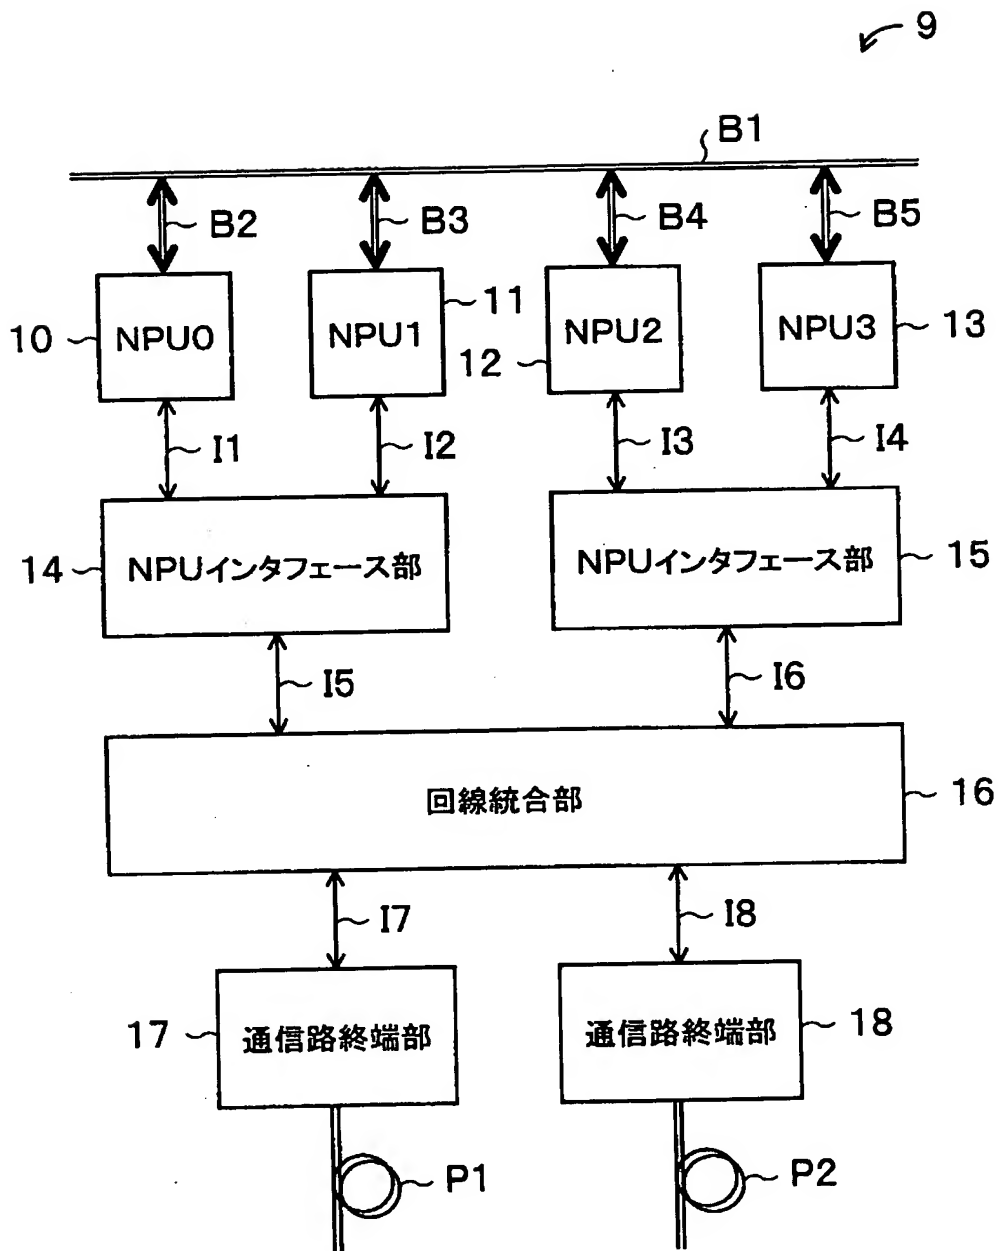 9
B1
B2
B3
B4
B5
10
NPU0
NPU1
11
12
NPU2
NPU3
13
I1
I2
I3
I4
14
NPUインタフェース部
NPUインタフェース部
15
I5
I6
回線統合部
16
I7
I8
17
通信路終端部
通信路終端部
18
P1
P2